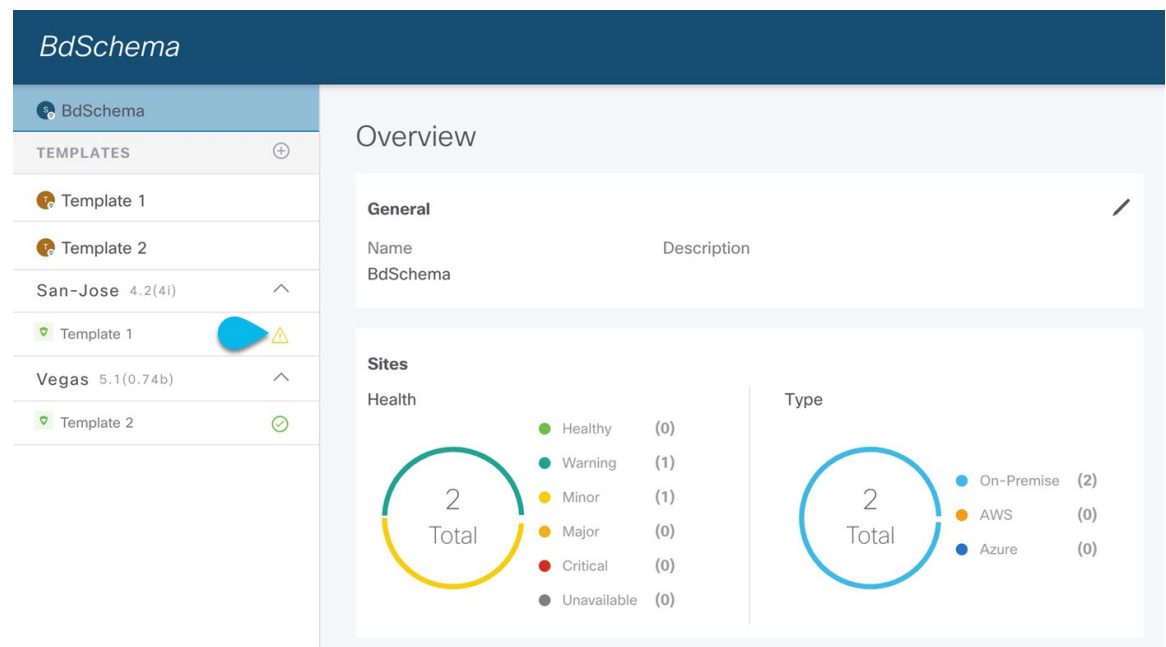 BdSchema
BdSchema
TEMPLATES
Template 1
Template 2
San-Jose 4.2(4i)
Template 1
Vegas 5.1(0.74b)
Template 2
Overview
General
Name Description
BdSchema
Sites
Health
2
Total
Healthy (0)
Warning (1)
Minor (1)
Major (0)
Critical (0)
Unavailable (0)
Type
2
Total
On-Premise (2)
AWS (0)
Azure (0)